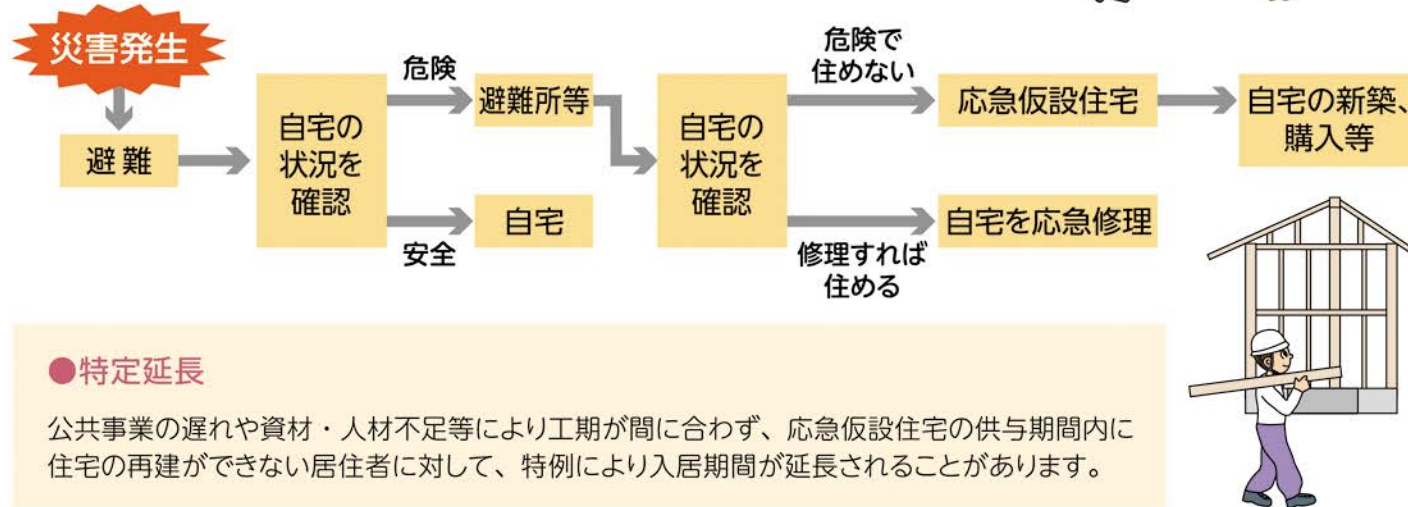 災害発生
避難
自宅の
状況を
確認
危険
避難所等
安全
自宅
自宅の
状況を
確認
危険で
住めない
応急仮設住宅
自宅の新築、
購入等
修理すれば
住める
自宅を応急修理
●特定延長
公共事業の遅れや資材・人材不足等により工期が間に合わず、応急仮設住宅の供与期間内に
住宅の再建ができない居住者に対して、特例により入居期間が延長されることがあります。